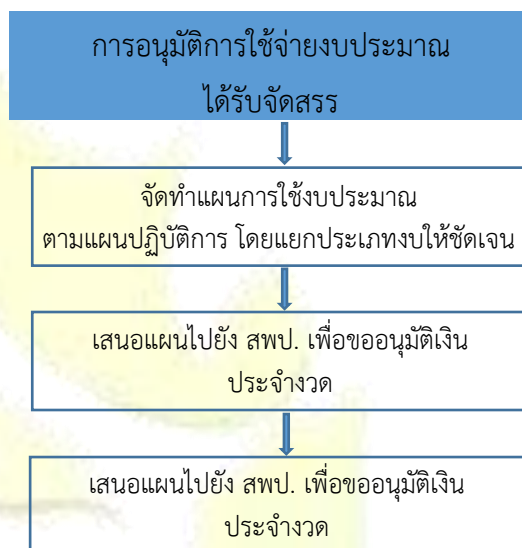 การอนุมัติการใช้จ่ายงบประมาณ
ได้รับจัดสรร
จัดทำแผนการใช้งบประมาณ
ตามแผนปฏิบัติการ โดยแยกประเภทงบให้ชัดเจน
เสนอแผนไปยัง สพป. เพื่อขออนุมัติเงิน
ประจำงวด
เสนอแผนไปยัง สพป. เพื่อขออนุมัติเงิน
ประจำงวด